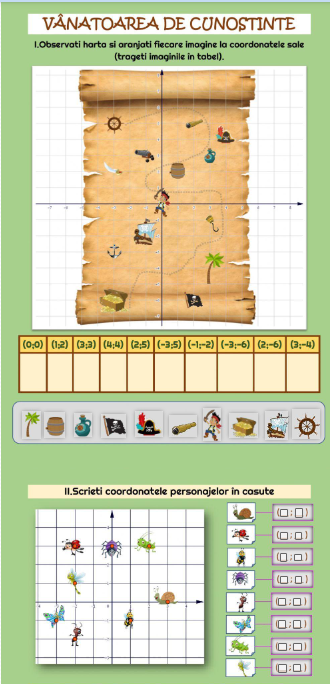 VÂNATOAREA DE CUNOSTINTE
I.Observati harta si aranjati fiecare imagine la coordonatele sale
(trageti imaginile in tabel).
(0;0) (1;2) (3;3) (4;4) (2;5) (-3;5) (-1;-2) (-3;-6) (2;-6) (3;-4)
II.Scrieti coordonatele personajelor in casute
(□;□)
(□;□)
(□;□)
(□;□)
(□;□)
(□;□)
(□;□)
(□;□)